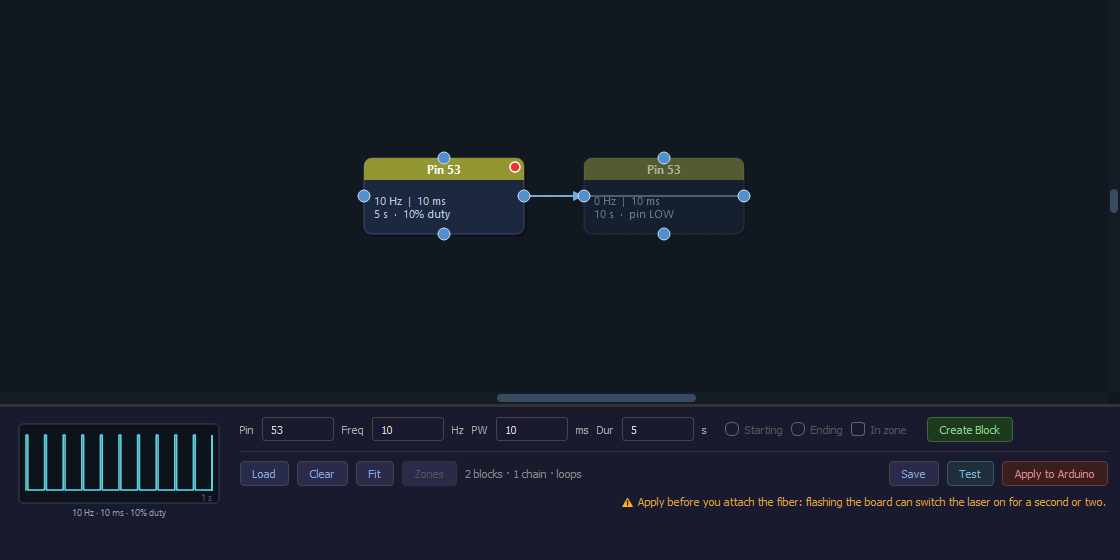 Pin 53
10 Hz | 10 ms
5 s · 10% duty
Pin 53
0 Hz | 10 ms
10 s · pin LOW
1 s
10 Hz · 10 ms · 10% duty
Pin 53 Freq 10 Hz PW 10 ms Dur 5 s Starting Ending In zone Create Block
Load Clear Fit Zones 2 blocks · 1 chain · loops Save Test Apply to Arduino
Apply before you attach the fiber: flashing the board can switch the laser on for a second or two.